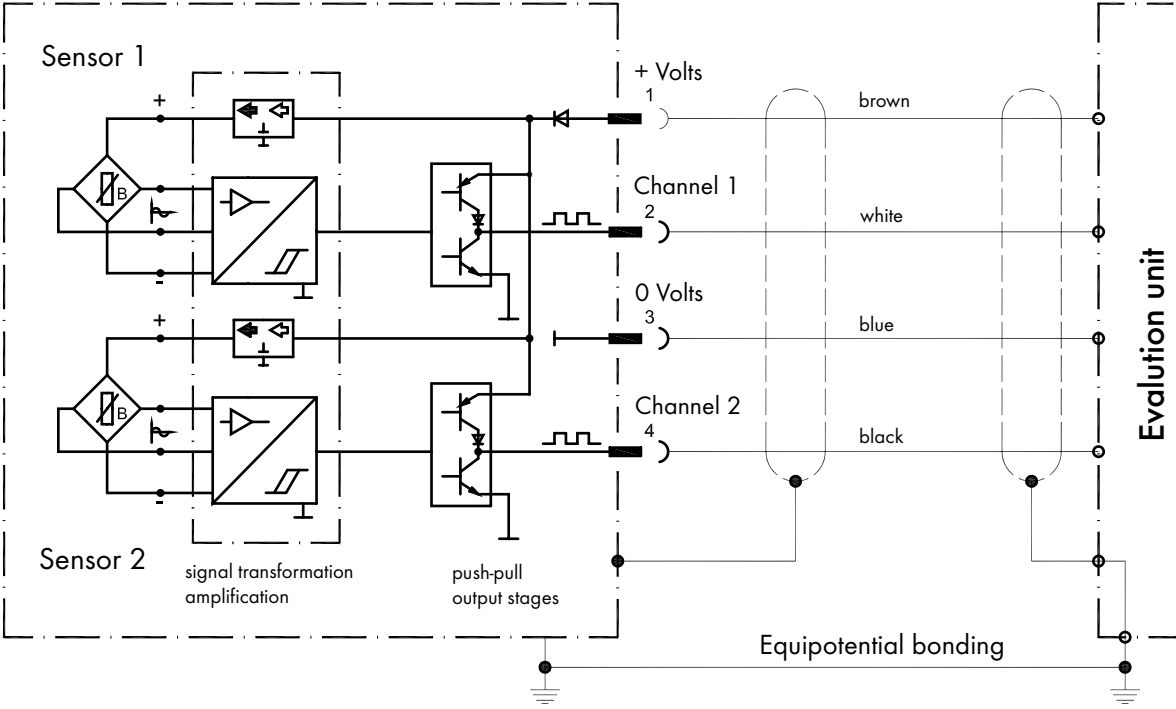 Sensor 1
+ Volts
1
brown
+
B
Channel 1
2
white
-
0 Volts
3
blue
+
B
Channel 2
4
black
-
Sensor 2
signal transformation
amplification
push-pull
output stages
Equipotential bonding
Evalution unit